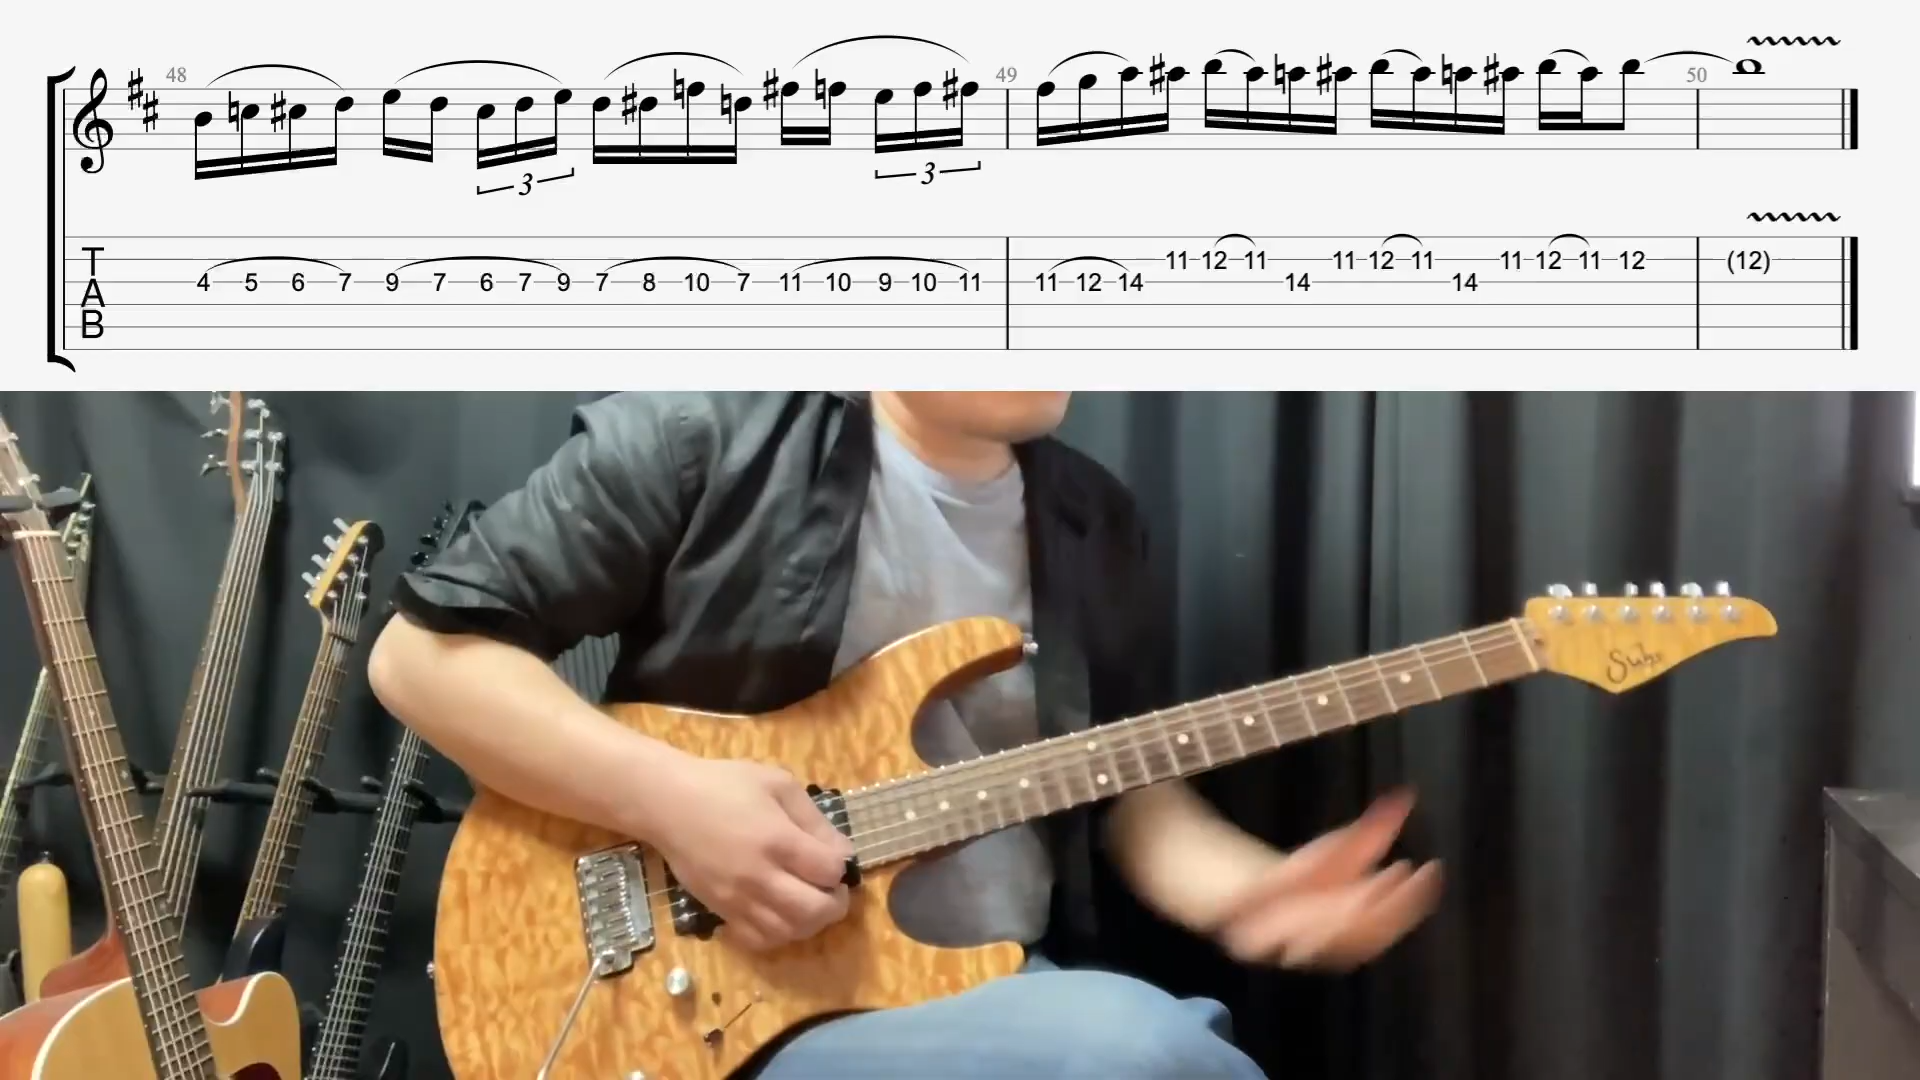 48 49 50
3 3
T 11 12 11 11 12 11 11 12 11 12 (12)
A 4 5 6 7 9 7 6 7 9 7 8 10 7 11 10 9 10 11 11 12 14 14 14
B
Suhr